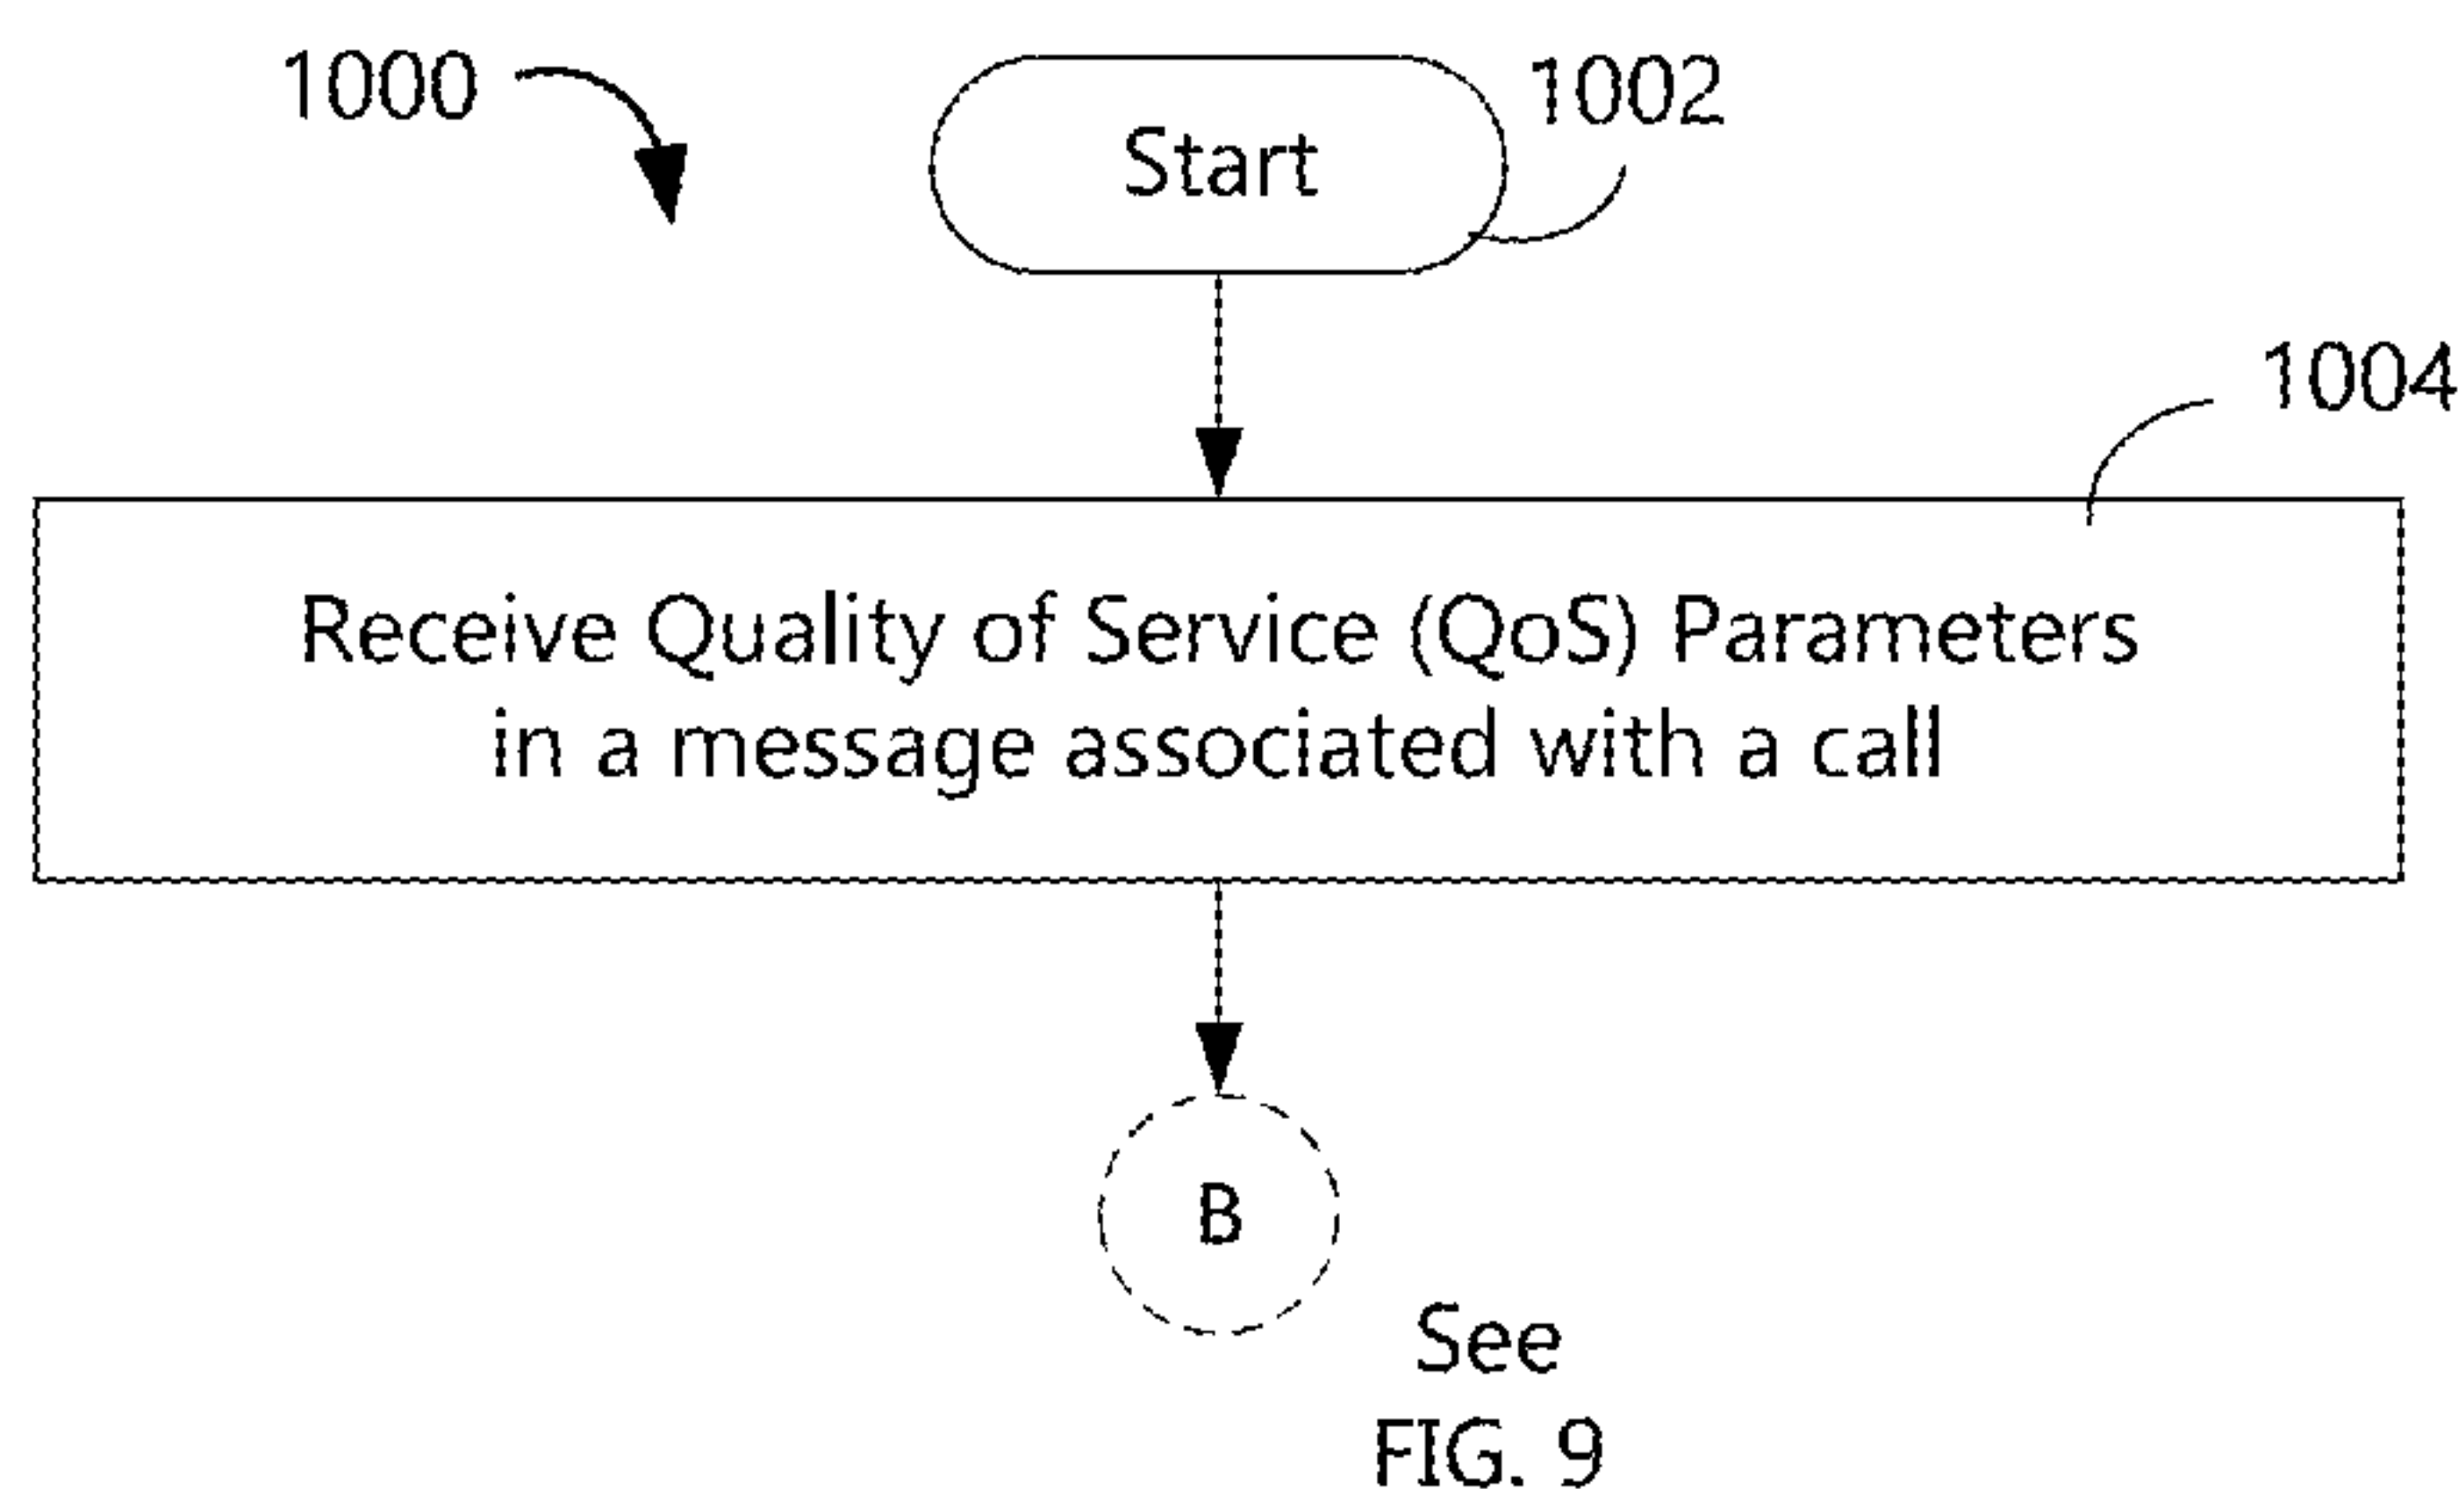 1000
Start
1002
1004
Receive Quality of Service (QoS) Parameters
in a message associated with a call
B
See
FIG. 9